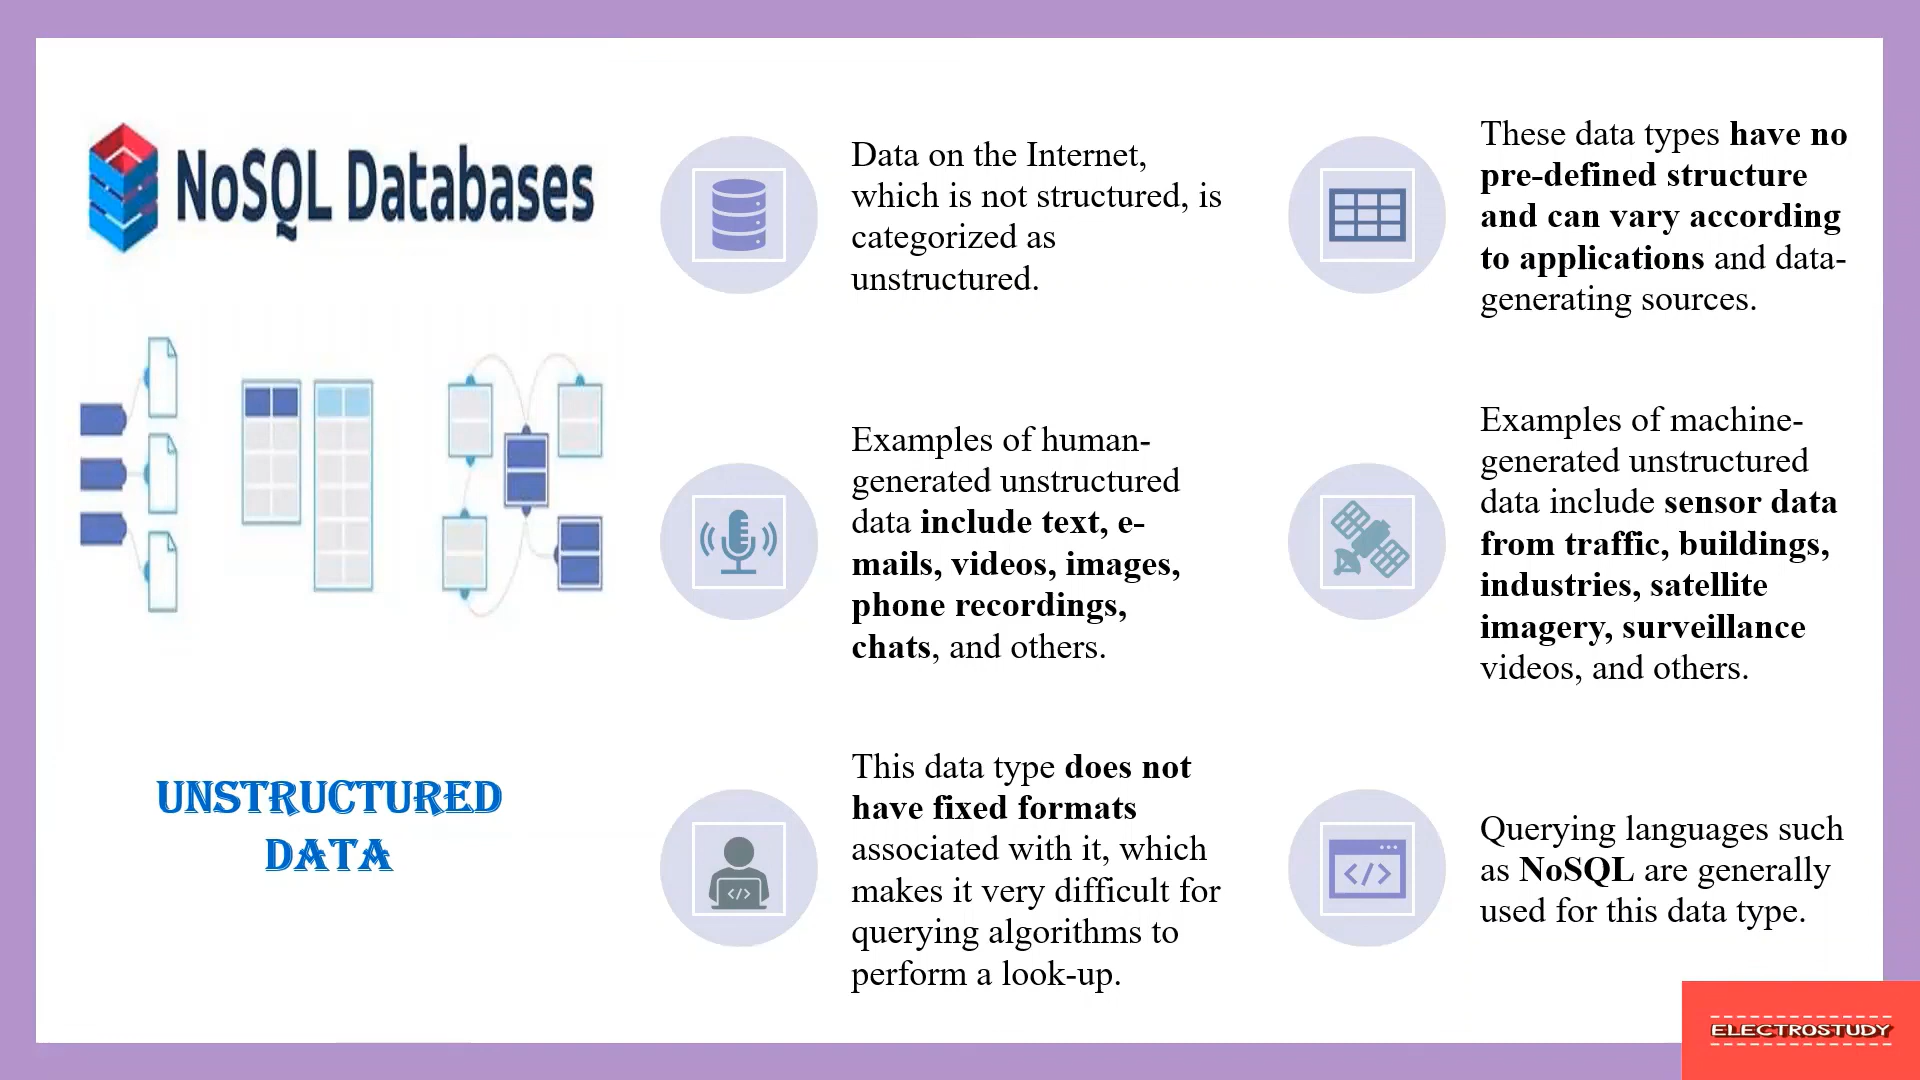 NoSQL Databases
UNSTRUCTURED
DATA
Data on the Internet,
which is not structured, is
categorized as
unstructured.
These data types have no
pre-defined structure
and can vary according
to applications and data-
generating sources.
Examples of human-
generated unstructured
data include text, e-
mails, videos, images,
phone recordings,
chats, and others.
Examples of machine-
generated unstructured
data include sensor data
from traffic, buildings,
industries, satellite
imagery, surveillance
videos, and others.
This data type does not
have fixed formats
associated with it, which
makes it very difficult for
querying algorithms to
perform a look-up.
Querying languages such
as NoSQL are generally
used for this data type.
ELECTROSTUDY